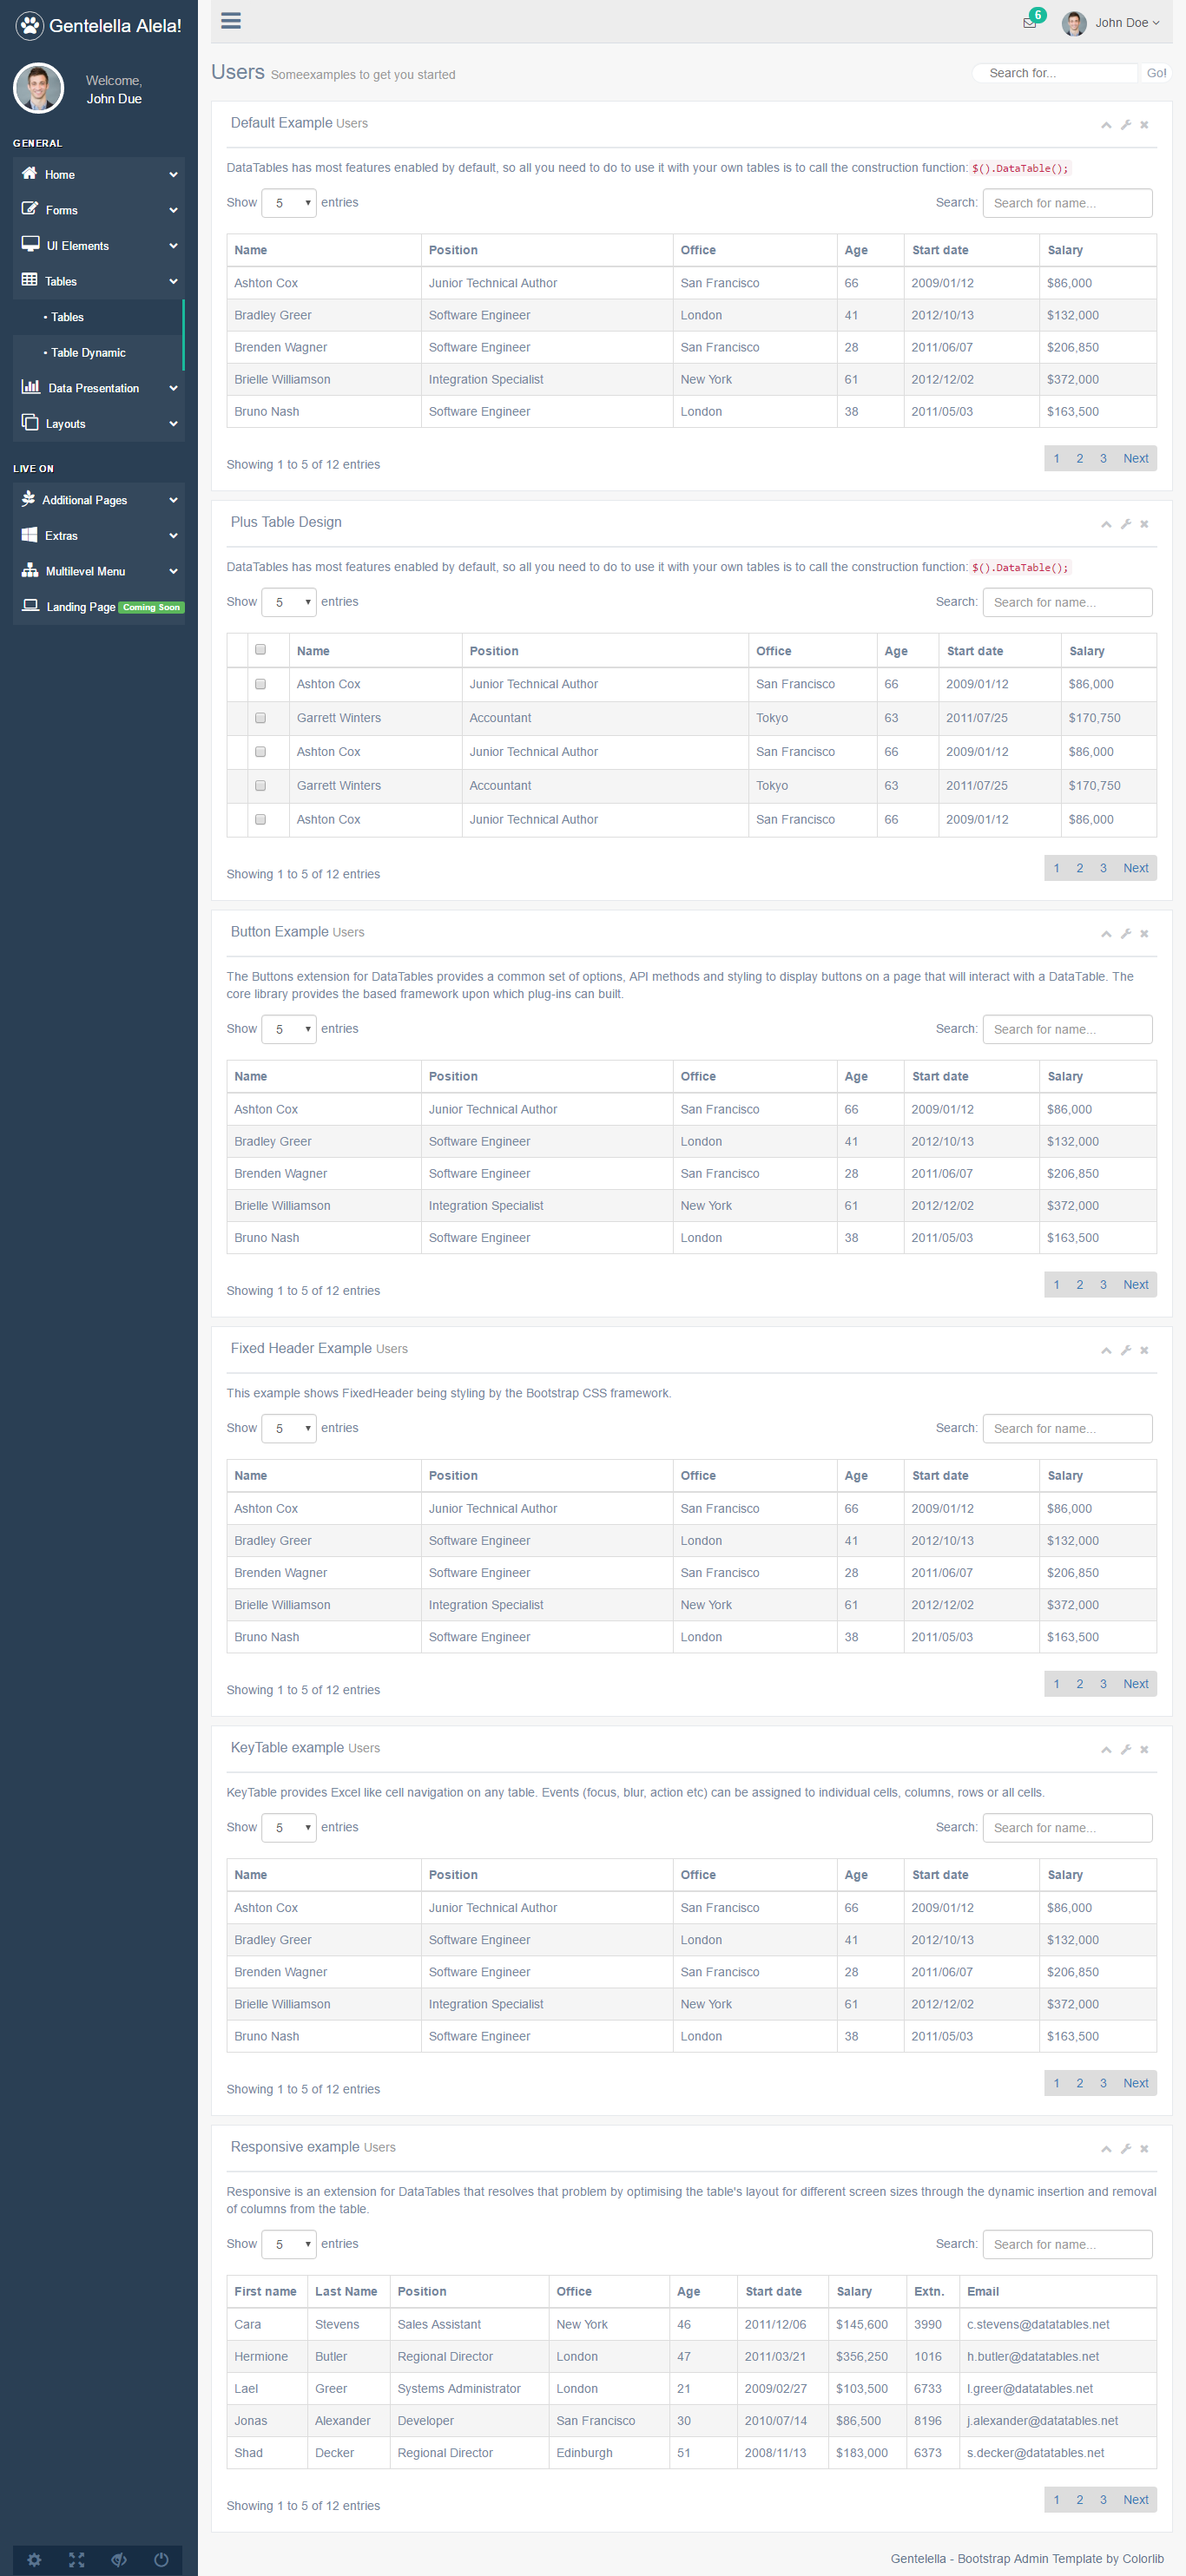 Gentelella Alela!
Welcome,
John Due
GENERAL
Home
Forms
UI Elements
Tables
• Tables
• Table Dynamic
Data Presentation
Layouts
LIVE ON
Additional Pages
Extras
Multilevel Menu
Landing Page Coming Soon
6
John Doe
Users Someexamples to get you started
Search for... Go!
Default Example Users
DataTables has most features enabled by default, so all you need to do to use it with your own tables is to call the construction function: $().DataTable();
Show 5 entries Search: Search for name...
Name Position Office Age Start date Salary
Ashton Cox Junior Technical Author San Francisco 66 2009/01/12 $86,000
Bradley Greer Software Engineer London 41 2012/10/13 $132,000
Brenden Wagner Software Engineer San Francisco 28 2011/06/07 $206,850
Brielle Williamson Integration Specialist New York 61 2012/12/02 $372,000
Bruno Nash Software Engineer London 38 2011/05/03 $163,500
Showing 1 to 5 of 12 entries 1 2 3 Next
Plus Table Design
DataTables has most features enabled by default, so all you need to do to use it with your own tables is to call the construction function: $().DataTable();
Show 5 entries Search: Search for name...
Name Position Office Age Start date Salary
Ashton Cox Junior Technical Author San Francisco 66 2009/01/12 $86,000
Garrett Winters Accountant Tokyo 63 2011/07/25 $170,750
Ashton Cox Junior Technical Author San Francisco 66 2009/01/12 $86,000
Garrett Winters Accountant Tokyo 63 2011/07/25 $170,750
Ashton Cox Junior Technical Author San Francisco 66 2009/01/12 $86,000
Showing 1 to 5 of 12 entries 1 2 3 Next
Button Example Users
The Buttons extension for DataTables provides a common set of options, API methods and styling to display buttons on a page that will interact with a DataTable. The
core library provides the based framework upon which plug-ins can built.
Show 5 entries Search: Search for name...
Name Position Office Age Start date Salary
Ashton Cox Junior Technical Author San Francisco 66 2009/01/12 $86,000
Bradley Greer Software Engineer London 41 2012/10/13 $132,000
Brenden Wagner Software Engineer San Francisco 28 2011/06/07 $206,850
Brielle Williamson Integration Specialist New York 61 2012/12/02 $372,000
Bruno Nash Software Engineer London 38 2011/05/03 $163,500
Showing 1 to 5 of 12 entries 1 2 3 Next
Fixed Header Example Users
This example shows FixedHeader being styling by the Bootstrap CSS framework.
Show 5 entries Search: Search for name...
Name Position Office Age Start date Salary
Ashton Cox Junior Technical Author San Francisco 66 2009/01/12 $86,000
Bradley Greer Software Engineer London 41 2012/10/13 $132,000
Brenden Wagner Software Engineer San Francisco 28 2011/06/07 $206,850
Brielle Williamson Integration Specialist New York 61 2012/12/02 $372,000
Bruno Nash Software Engineer London 38 2011/05/03 $163,500
Showing 1 to 5 of 12 entries 1 2 3 Next
KeyTable example Users
KeyTable provides Excel like cell navigation on any table. Events (focus, blur, action etc) can be assigned to individual cells, columns, rows or all cells.
Show 5 entries Search: Search for name...
Name Position Office Age Start date Salary
Ashton Cox Junior Technical Author San Francisco 66 2009/01/12 $86,000
Bradley Greer Software Engineer London 41 2012/10/13 $132,000
Brenden Wagner Software Engineer San Francisco 28 2011/06/07 $206,850
Brielle Williamson Integration Specialist New York 61 2012/12/02 $372,000
Bruno Nash Software Engineer London 38 2011/05/03 $163,500
Showing 1 to 5 of 12 entries 1 2 3 Next
Responsive example Users
Responsive is an extension for DataTables that resolves that problem by optimising the table's layout for different screen sizes through the dynamic insertion and removal
of columns from the table.
Show 5 entries Search: Search for name...
First name Last Name Position Office Age Start date Salary Extn. Email
Cara Stevens Sales Assistant New York 46 2011/12/06 $145,600 3990 c.stevens@datatables.net
Hermione Butler Regional Director London 47 2011/03/21 $356,250 1016 h.butler@datatables.net
Lael Greer Systems Administrator London 21 2009/02/27 $103,500 6733 l.greer@datatables.net
Jonas Alexander Developer San Francisco 30 2010/07/14 $86,500 8196 j.alexander@datatables.net
Shad Decker Regional Director Edinburgh 51 2008/11/13 $183,000 6373 s.decker@datatables.net
Showing 1 to 5 of 12 entries 1 2 3 Next
Gentelella - Bootstrap Admin Template by Colorlib